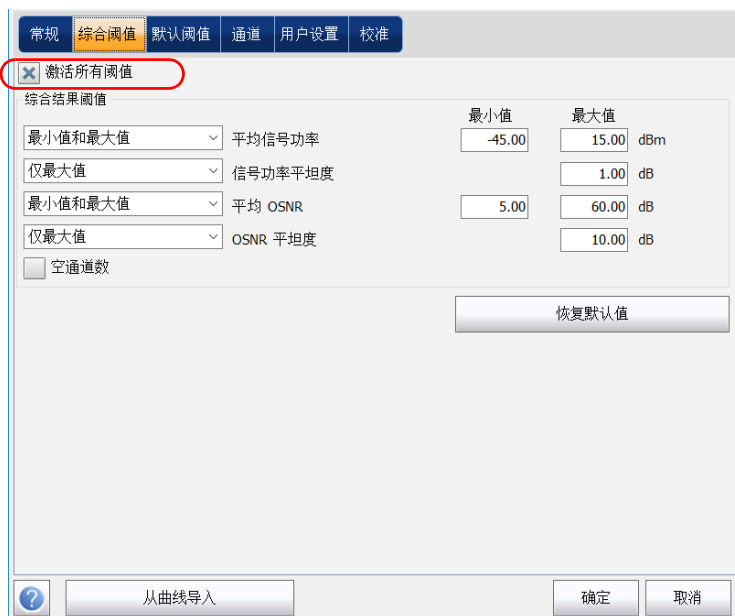 常规 综合阈值 默认阈值 通道 用户设置 校准
激活所有阈值
综合结果阈值
最小值 最大值
最小值和最大值 平均信号功率 -45.00 15.00 dBm
仅最大值 信号功率平坦度 1.00 dB
最小值和最大值 平均 OSNR 5.00 60.00 dB
仅最大值 OSNR 平坦度 10.00 dB
空通道数
恢复默认值
? 从曲线导入 确定 取消